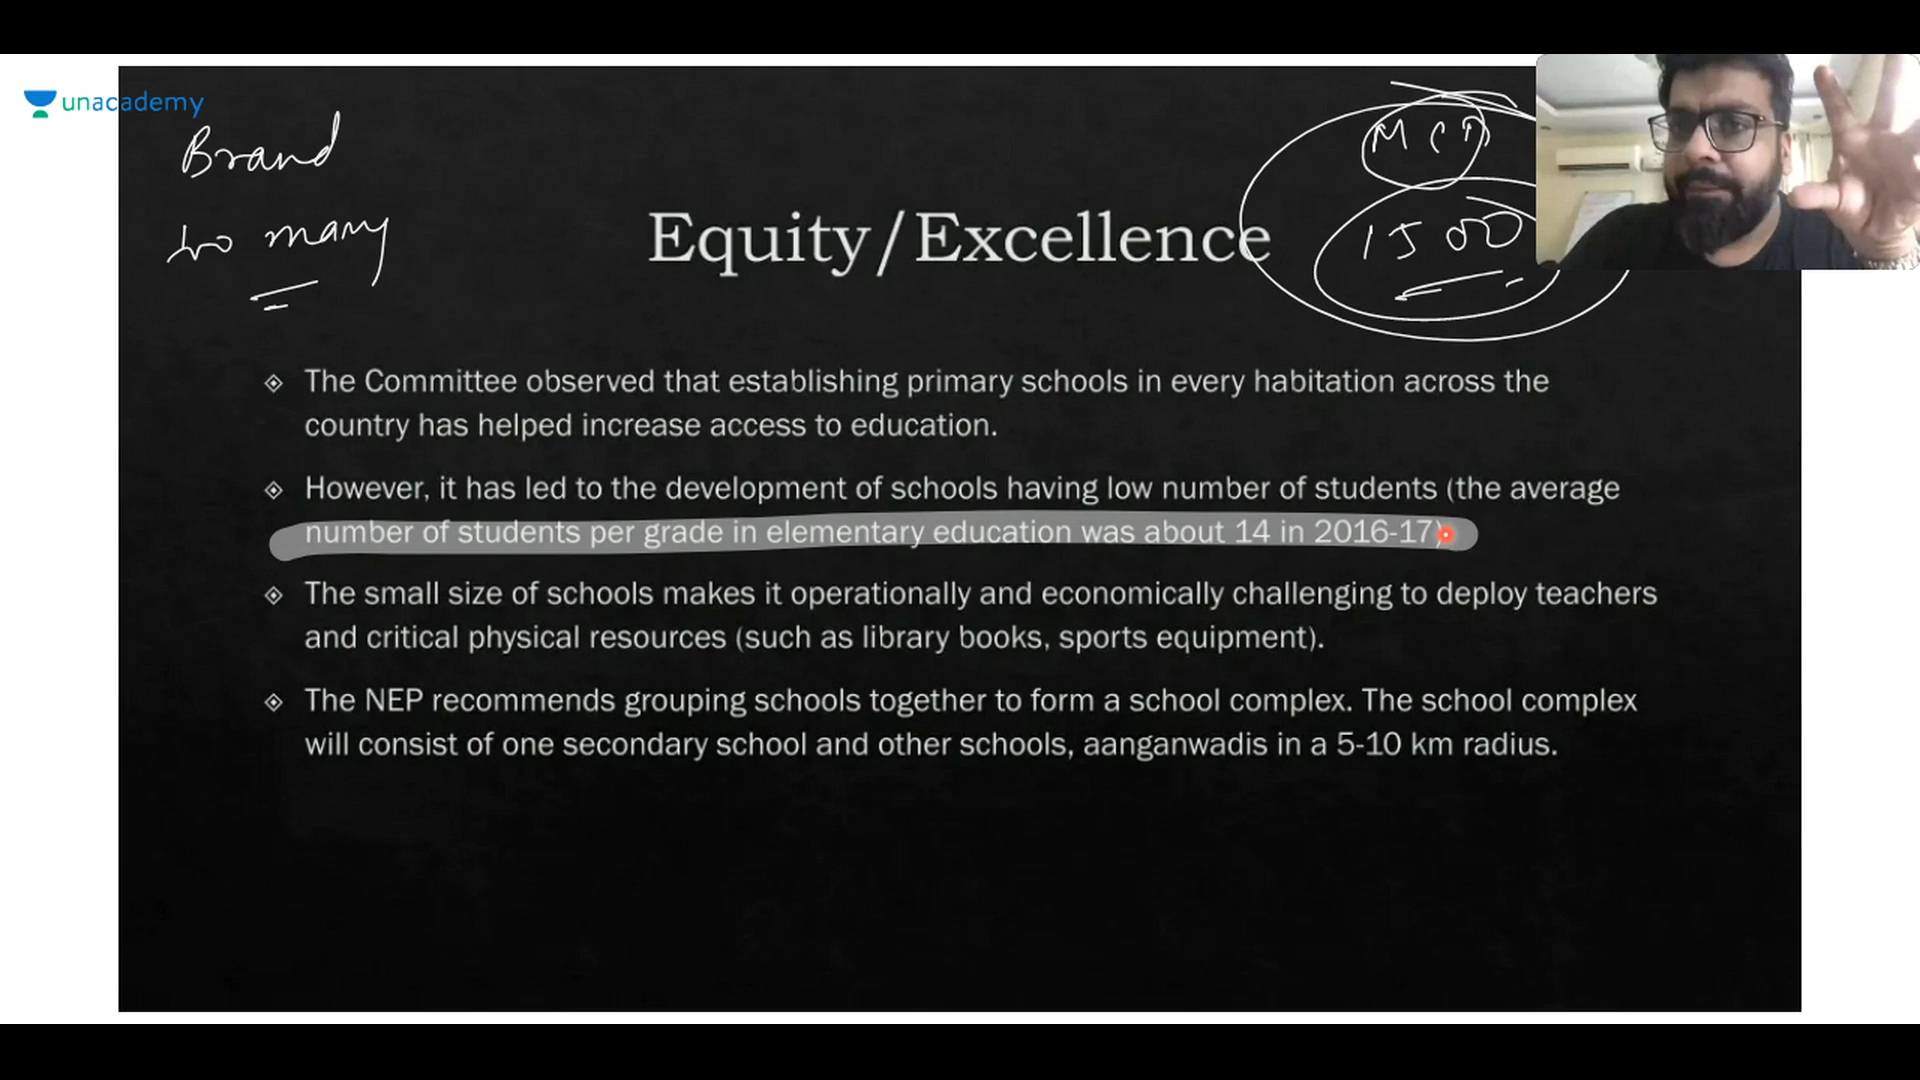 unacademy
Brand
too many
MCD
1500
Equity/Excellence
The Committee observed that establishing primary schools in every habitation across the
country has helped increase access to education.
However, it has led to the development of schools having low number of students (the average
number of students per grade in elementary education was about 14 in 2016-17)
The small size of schools makes it operationally and economically challenging to deploy teachers
and critical physical resources (such as library books, sports equipment).
The NEP recommends grouping schools together to form a school complex. The school complex
will consist of one secondary school and other schools, aanganwadis in a 5-10 km radius.